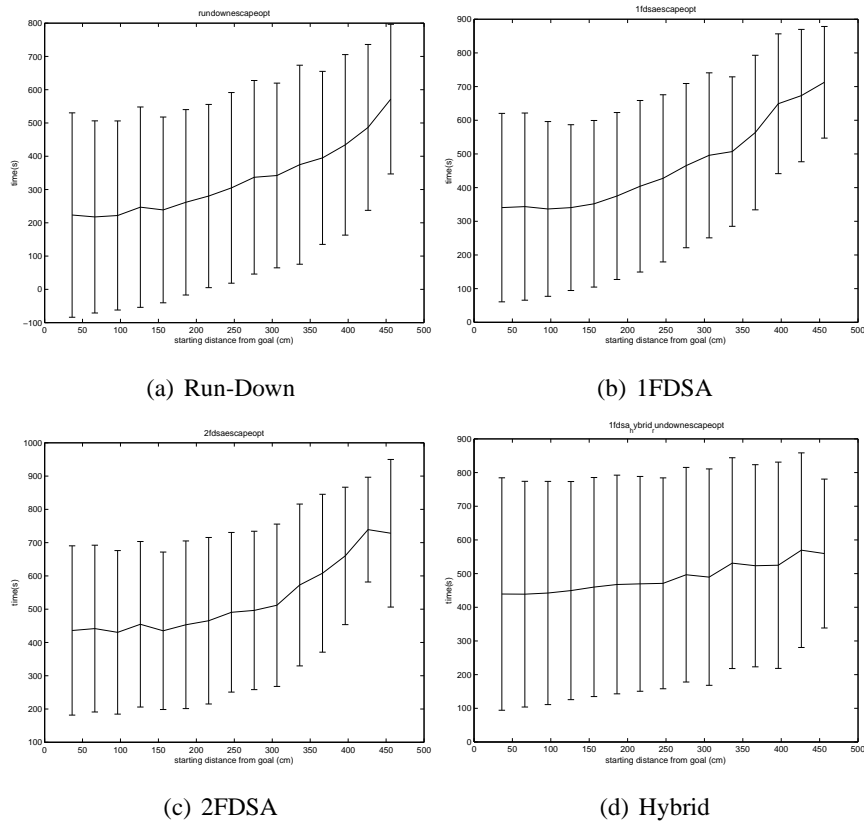 rundownescapeopt
800
700
600
500
400
300
200
100
0
−100
time(s)
0 50 100 150 200 250 300 350 400 450 500
starting distance from goal (cm)
(a) Run-Down
1fdsaescapeopt
900
800
700
600
500
400
300
200
100
0
time(s)
0 50 100 150 200 250 300 350 400 450 500
starting distance from goal (cm)
(b) 1FDSA
2fdsaescapeopt
1000
900
800
700
600
500
400
300
200
100
time(s)
0 50 100 150 200 250 300 350 400 450 500
starting distance from goal (cm)
(c) 2FDSA
1fdsahybridrundownescapeopt
900
800
700
600
500
400
300
200
100
0
time(s)
0 50 100 150 200 250 300 350 400 450 500
starting distance from goal (cm)
(d) Hybrid